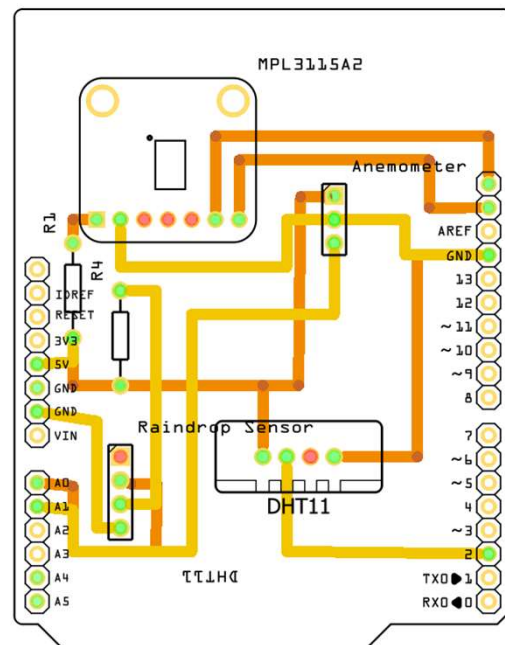 MPL3115A2
Anemometer
R1
R4
IOREF
RESET
3V3
5V
GND
GND
VIN
A0
A1
A2
A3
A4
A5
AREF
GND
13
12
~11
~10
~9
8
7
~6
~5
4
~3
2
TX0▶1
RX0◀0
Raindrop Sensor
DHT11
DHT11